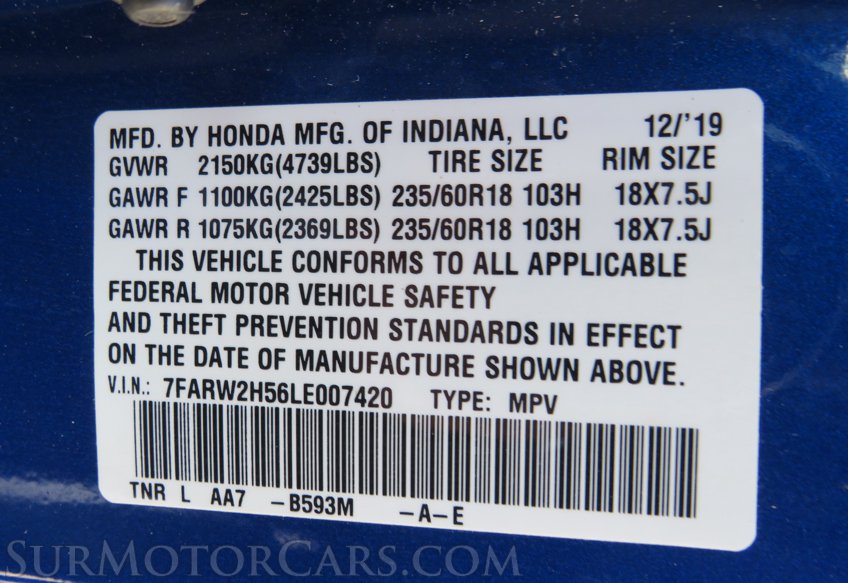 MFD. BY HONDA MFG. OF INDIANA, LLC 12/'19
GVWR 2150KG(4739LBS) TIRE SIZE RIM SIZE
GAWR F 1100KG(2425LBS) 235/60R18 103H 18X7.5J
GAWR R 1075KG(2369LBS) 235/60R18 103H 18X7.5J
THIS VEHICLE CONFORMS TO ALL APPLICABLE
FEDERAL MOTOR VEHICLE SAFETY
AND THEFT PREVENTION STANDARDS IN EFFECT
ON THE DATE OF MANUFACTURE SHOWN ABOVE.
V.I.N.: 7FARW2H56LE007420 TYPE: MPV
TNR L AA7 -B593M -A-E
SURMOTORCARS.COM